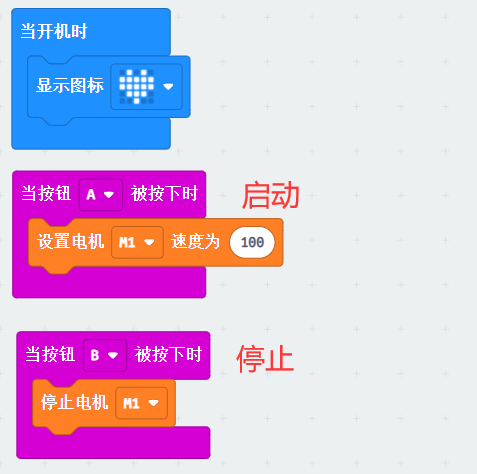 当开机时
显示图标
当按钮 A 被按下时 启动
设置电机 M1 速度为 100
当按钮 B 被按下时 停止
停止电机 M1